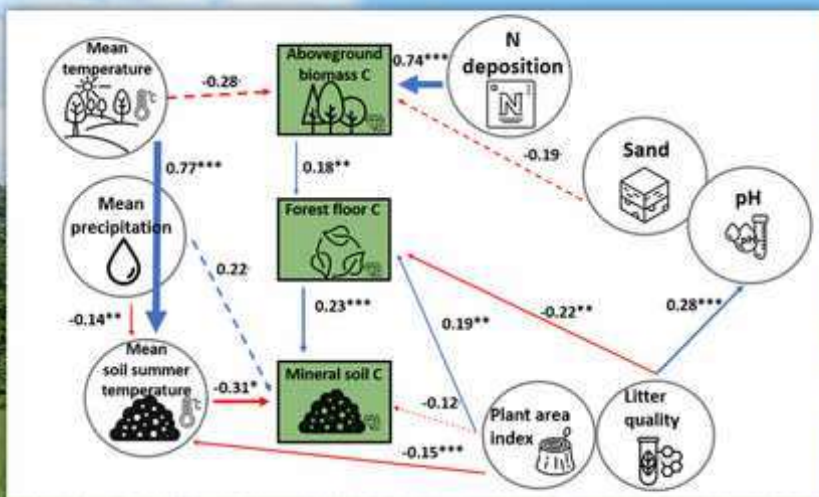 Mean
temperature
-0.28
Aboveground
biomass C
0.74***
N
deposition
N
0.77***
0.18**
-0.19
Sand
pH
Mean
precipitation
Forest floor C
0.22
0.23***
0.19**
-0.22**
0.28***
-0.14**
Mean
soil summer
temperature
-0.31*
Mineral soil C
-0.12
Plant area
index
Litter
quality
-0.15***